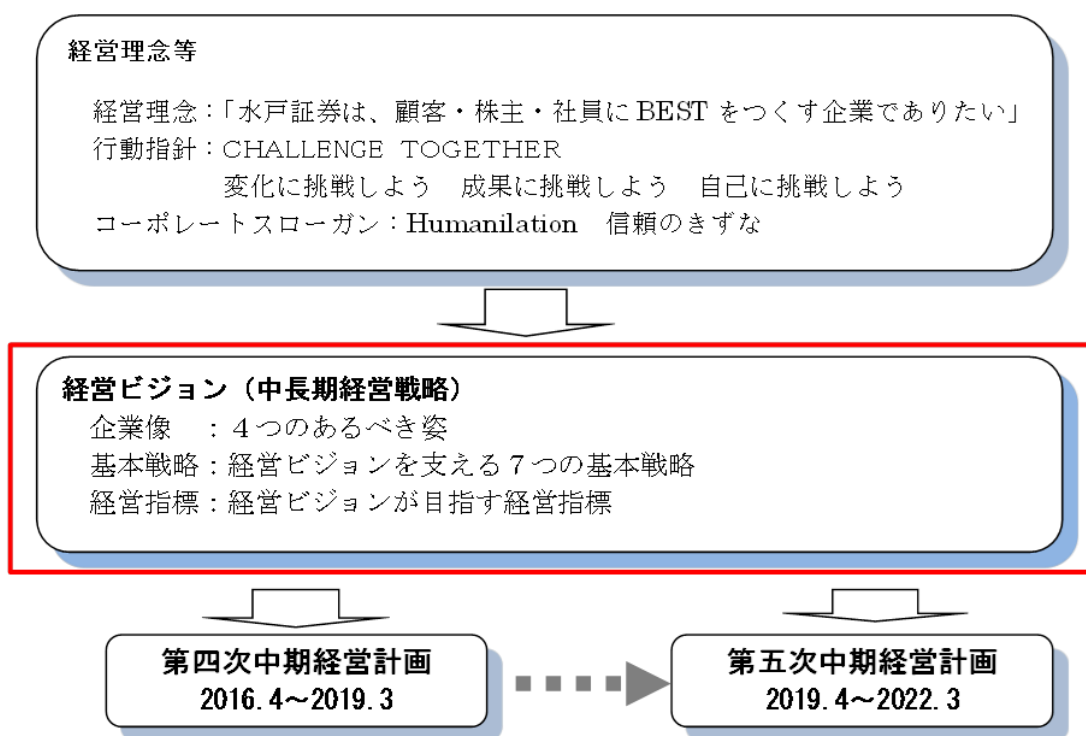 経営理念等
経営理念：「水戸証券は、顧客・株主・社員に BEST をつくす企業でありたい」
行動指針：CHALLENGE TOGETHER
変化に挑戦しよう　成果に挑戦しよう　自己に挑戦しよう
コーポレートスローガン：Humanilation　信頼のきずな
経営ビジョン（中長期経営戦略）
企業像　：４つのあるべき姿
基本戦略：経営ビジョンを支える７つの基本戦略
経営指標：経営ビジョンが目指す経営指標
第四次中期経営計画
2016.4～2019.3
第五次中期経営計画
2019.4～2022.3